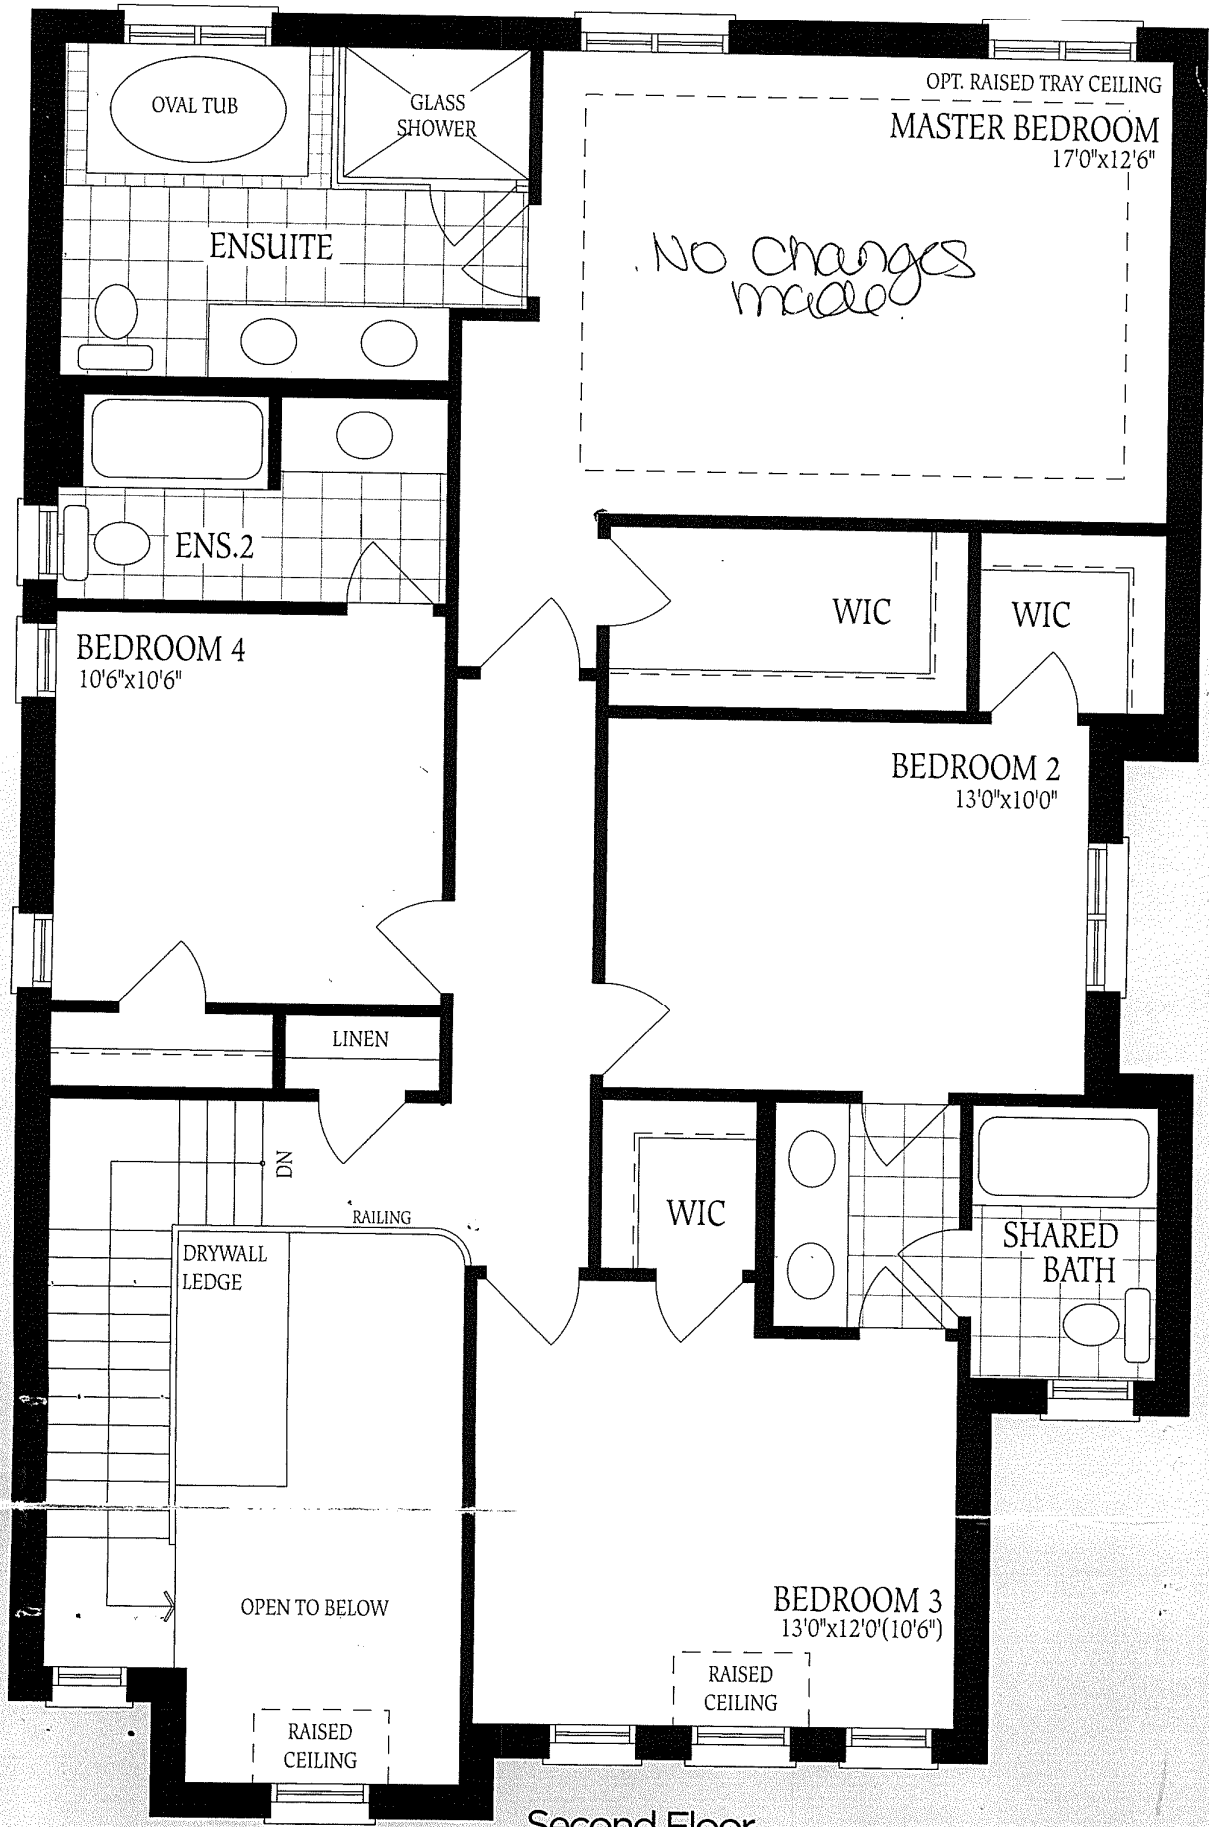 OVAL TUB
GLASS
SHOWER
OPT. RAISED TRAY CEILING
MASTER BEDROOM
17'0"x12'6"
ENSUITE
.No Changes
made.
ENS.2
WIC
WIC
BEDROOM 4
10'6"x10'6"
BEDROOM 2
13'0"x10'0"
LINEN
DN
RAILING
WIC
DRYWALL
LEDGE
SHARED
BATH
OPEN TO BELOW
BEDROOM 3
13'0"x12'0'(10'6")
RAISED
CEILING
RAISED
CEILING
Second Floor